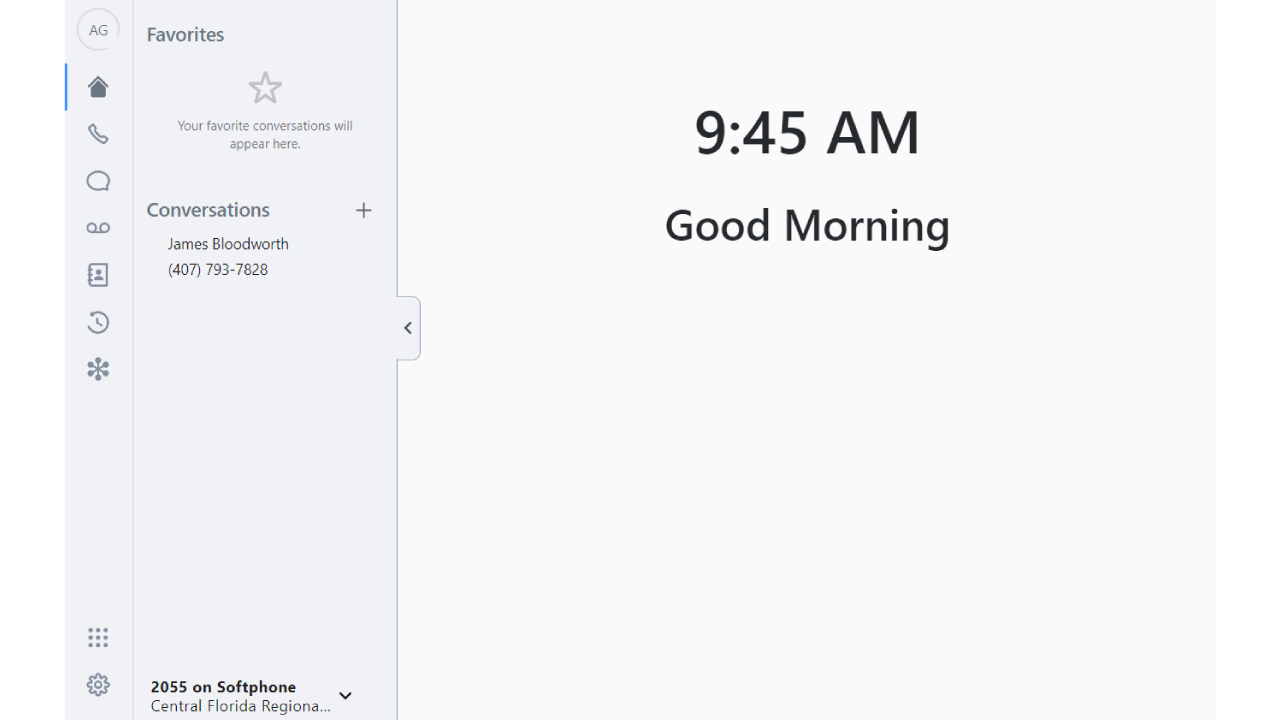 AG
Favorites
Your favorite conversations will
appear here.
Conversations
James Bloodworth
(407) 793-7828
2055 on Softphone
Central Florida Regiona...
9:45 AM
Good Morning